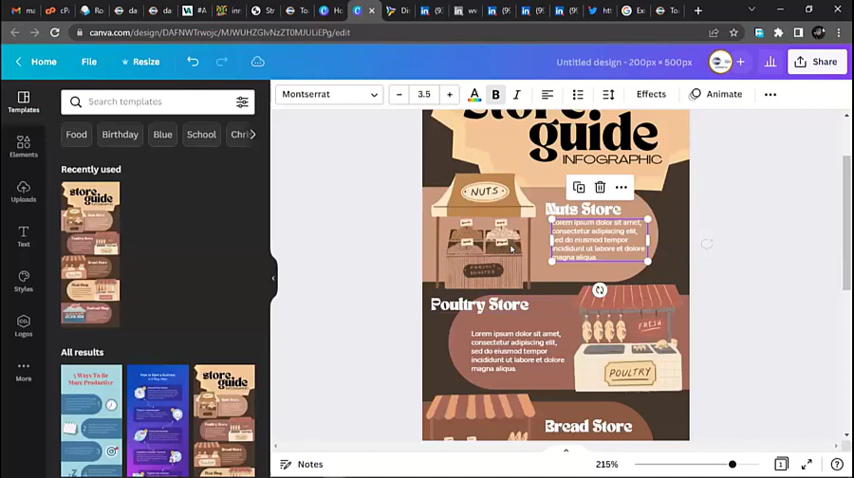 canva.com/design/DAFNWTrwojc/MJWUHZGlvNzZT0MJULiEPg/edit
Home
File
Resize
Untitled design - 200px × 500px
Share
Templates
Elements
Uploads
Text
Styles
Logos
More
Search templates
Food
Birthday
Blue
School
Recently used
All results
Montserrat
3.5
A
B
I
Effects
Animate
store
guide
INFOGRAPHIC
NUTS
Nuts Store
Lorem ipsum dolor sit amet,
consectetur adipiscing elit,
sed do eiusmod tempor
incididunt ut labore et dolore
magna aliqua.
Poultry Store
Lorem ipsum dolor sit amet,
consectetur adipiscing elit,
sed do eiusmod tempor
incididunt ut labore et dolore
magna aliqua.
FRESH
POULTRY
Bread Store
Notes
215%